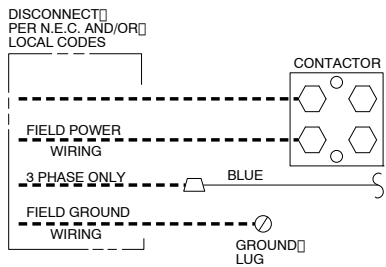 DISCONNECT
PER N.E.C. AND/OR
LOCAL CODES
CONTACTOR
FIELD POWER
WIRING
3 PHASE ONLY
BLUE
FIELD GROUND
WIRING
GROUND
LUG